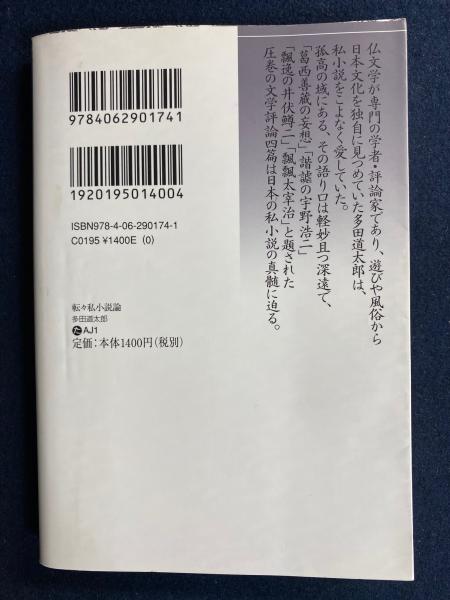 仏文学が専門の学者・評論家であり、遊びや風俗から
日本文化を独自に見つめていた多田道太郎は、
私小説をこよなく愛していた。
孤高の域にある、その語り口は軽妙且つ深遠で、
「葛西善蔵の妄想」「諧謔の宇野浩二」
「飄逸の井伏鱒二」「飄飄太宰治」と題された
圧巻の文学評論四篇は日本の私小説の真髄に迫る。
9784062901741
1920195014004
ISBN978-4-06-290174-1
C0195 ¥1400E (0)
転々私小説論
多田道太郎
た AJ1
定価：本体1400円（税別）